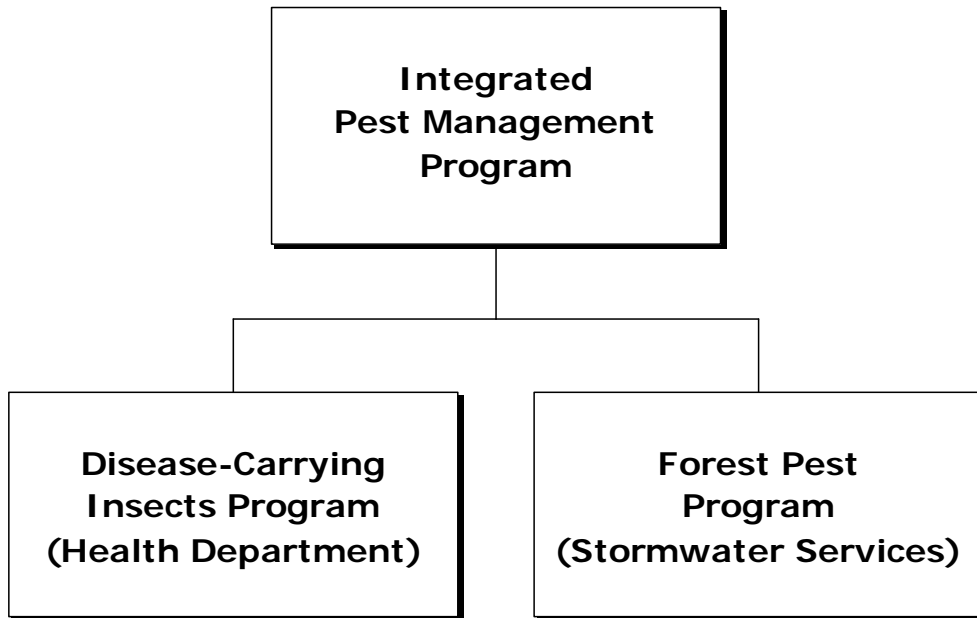 Integrated
Pest Management
Program
Disease-Carrying
Insects Program
(Health Department)
Forest Pest
Program
(Stormwater Services)